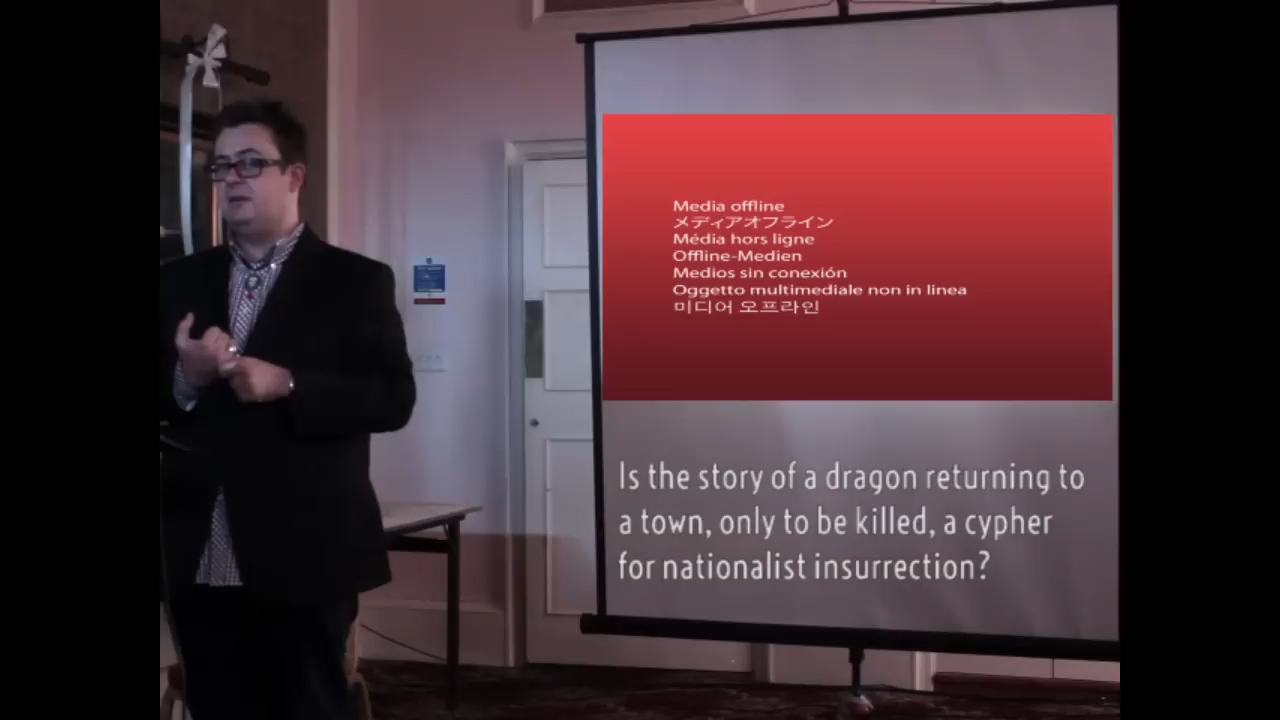 Media offline
メディアオフライン
Média hors ligne
Offline-Medien
Medios sin conexión
Oggetto multimediale non in linea
미디어 오프라인
Is the story of a dragon returning to
a town, only to be killed, a cypher
for nationalist insurrection?